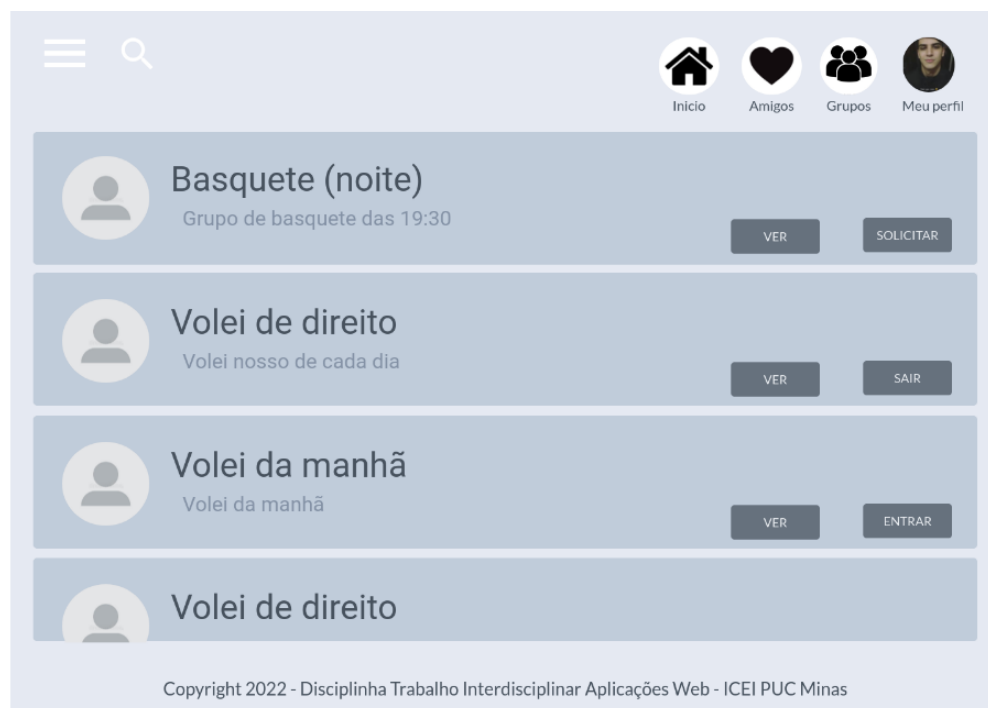 Inicio Amigos Grupos Meu perfil
Basquete (noite)
Grupo de basquete das 19:30
VER SOLICITAR
Volei de direito
Volei nosso de cada dia
VER SAIR
Volei da manhã
Volei da manhã
VER ENTRAR
Volei de direito
Copyright 2022 - Disciplinha Trabalho Interdisciplinar Aplicações Web - ICEI PUC Minas